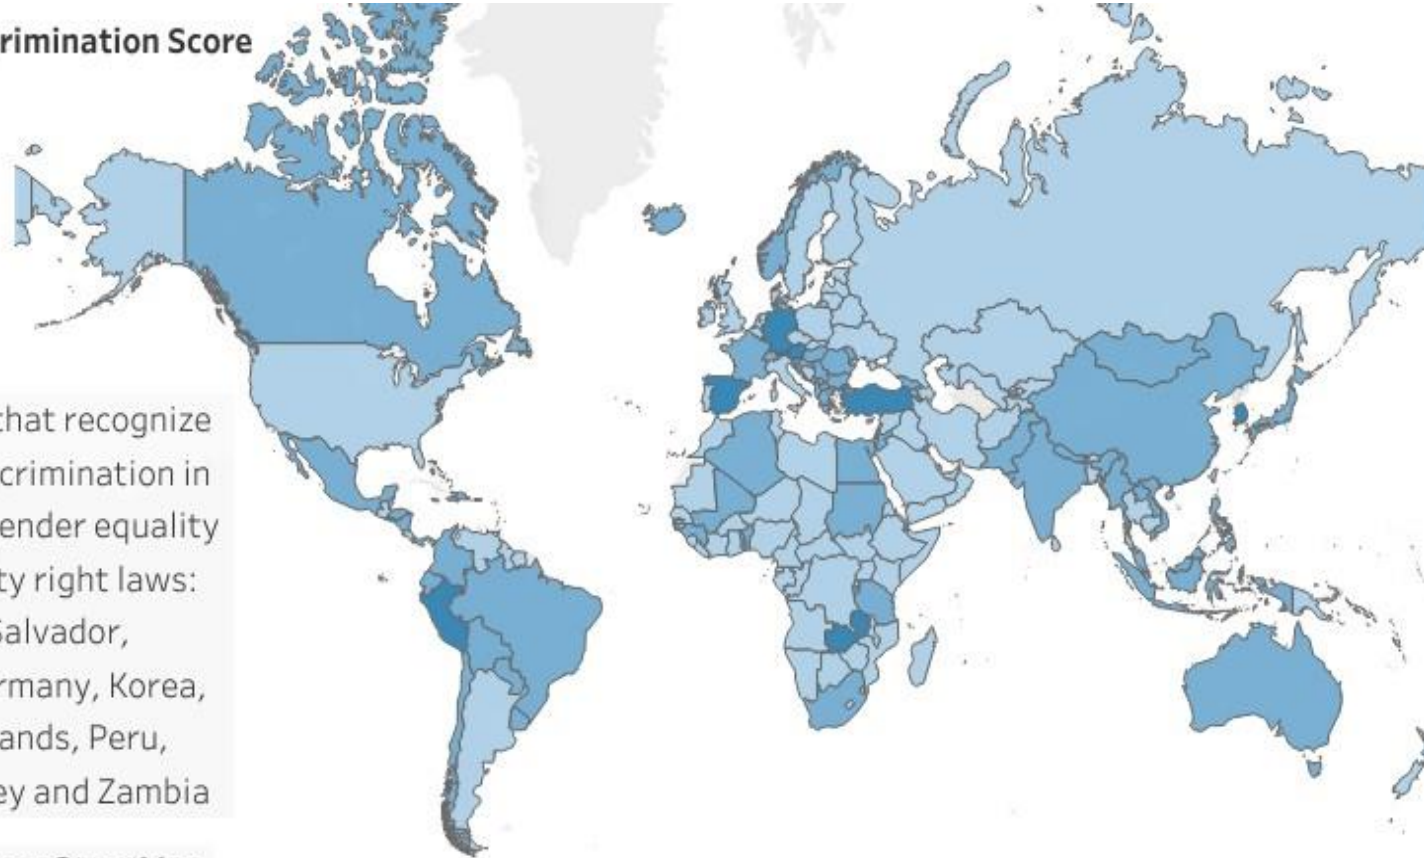 rimination Score
that recognize
crimination in
ender equality
ty right laws:
Salvador,
rmany, Korea,
ands, Peru,
ey and Zambia